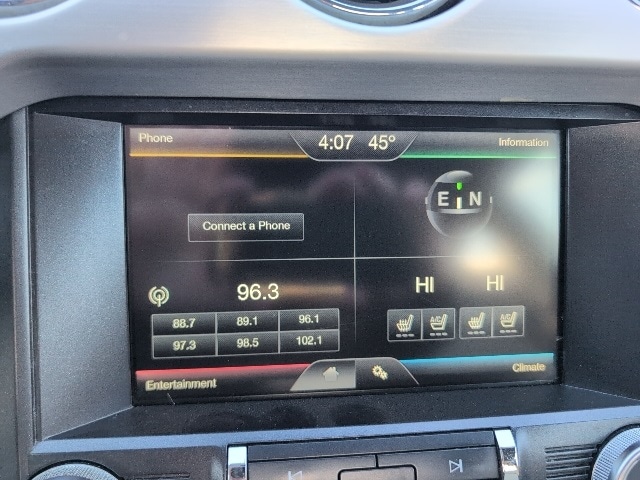 Phone 4:07 45° Information
E N
Connect a Phone
96.3 HI HI
88.7 89.1 96.1 A/C A/C
97.3 98.5 102.1
Entertainment Climate